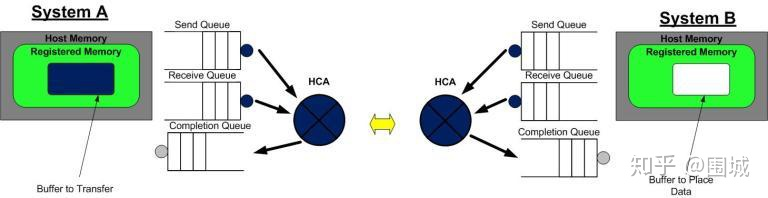 System A
Host Memory
Registered Memory
Buffer to Transfer
Send Queue
Receive Queue
Completion Queue
HCA
HCA
Send Queue
Receive Queue
Completion Queue
System B
Host Memory
Registered Memory
Buffer to Place
Data
知乎 @围城